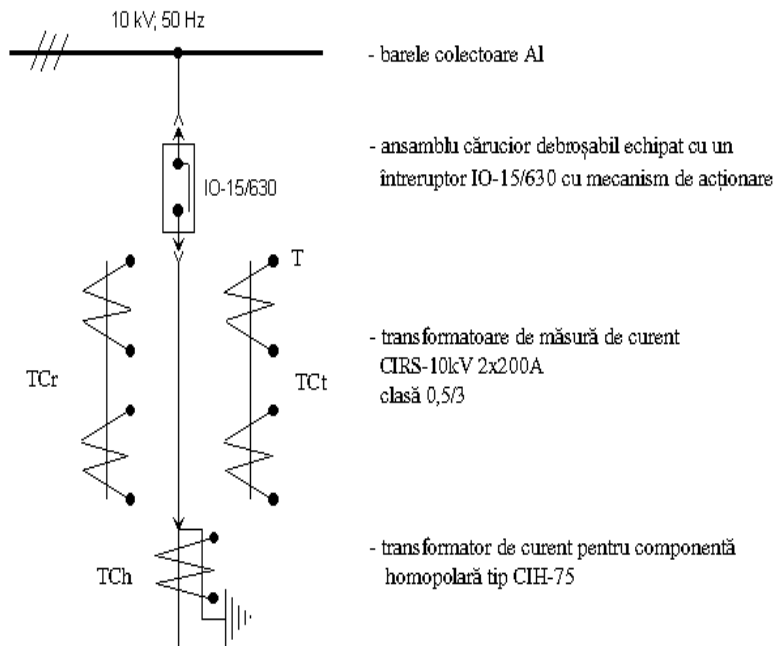 10 kV; 50 Hz
- barele colectoare Al
- ansamblu cărucior debroșabil echipat cu un
întreruptor IO-15/630 cu mecanism de acționare
IO-15/630
T
- transformatoare de măsură de curent
CIRS-10kV 2x200A
clasă 0,5/3
TCr
TCt
- transformator de curent pentru componentă
homopolară tip CIH-75
TCh